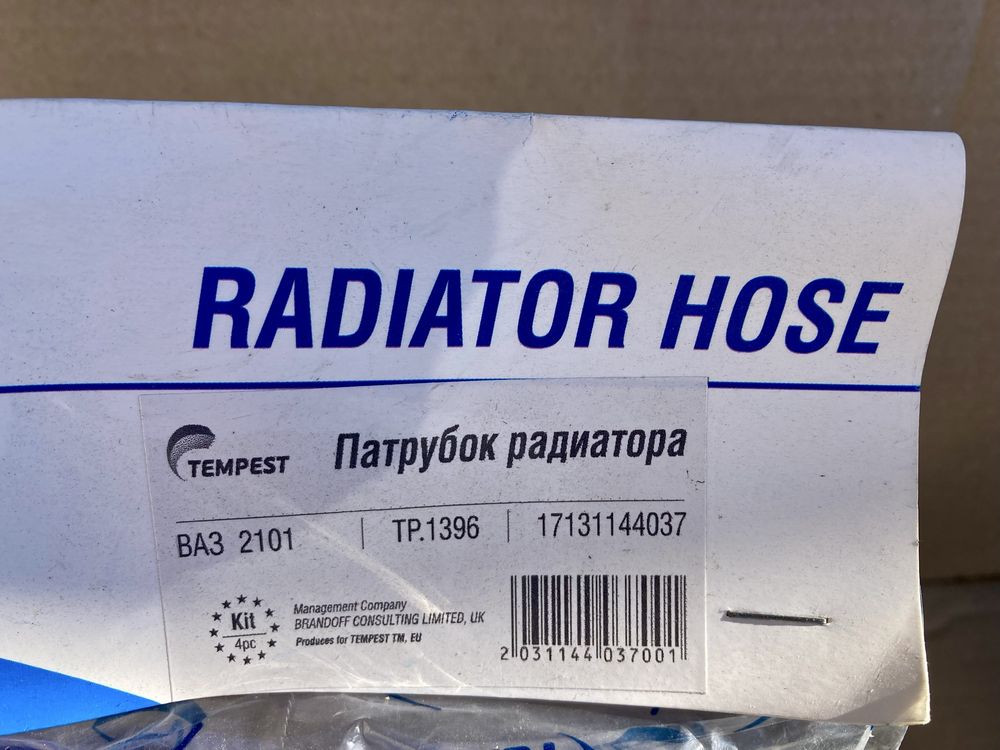 RADIATOR HOSE
TEMPEST
Патрубок радиатора
ВАЗ 2101 | TP.1396 | 17131144037
Kit
4pc
Management Company
BRANDOFF CONSULTING LIMITED, UK
Produces for TEMPEST TM, EU
2 031144 037001